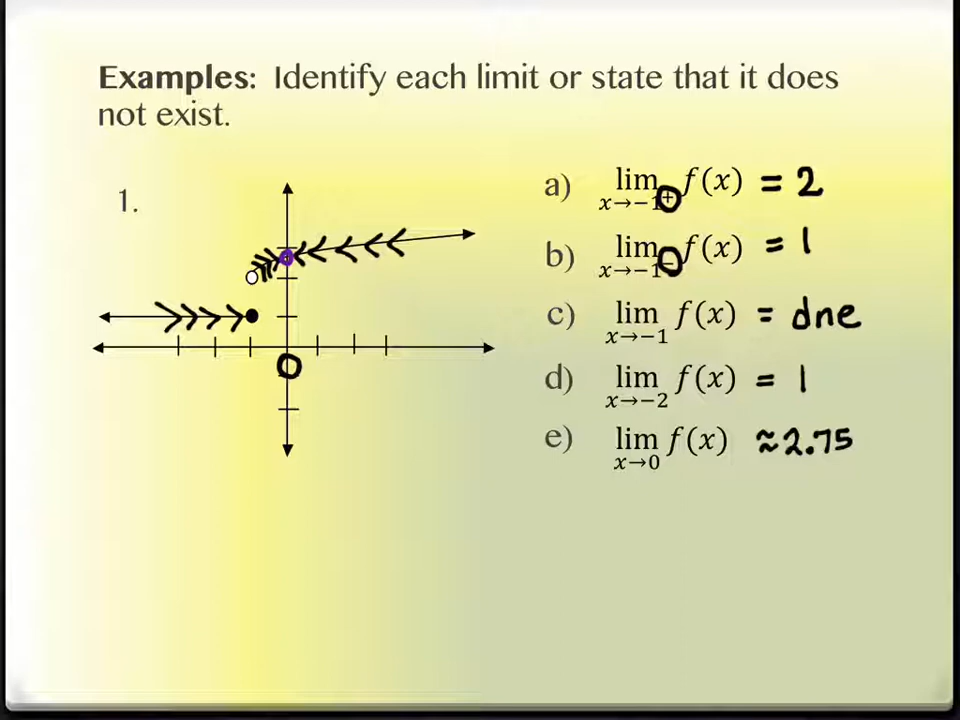 Examples: Identify each limit or state that it does
not exist.
1.
0
a) lim x→-1⁺ f(x) = 2
b) lim x→-1⁻ f(x) = 1
c) lim x→-1 f(x) = dne
d) lim x→-2 f(x) = 1
e) lim x→0 f(x) ≈2.75